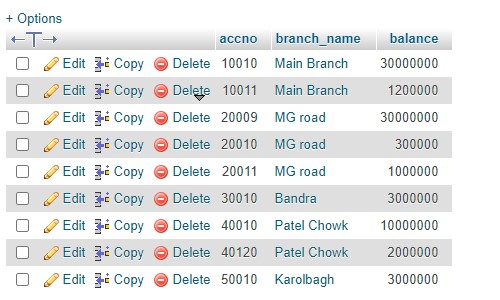 + Options
←T→ accno branch_name balance
Edit Copy Delete 10010 Main Branch 30000000
Edit Copy Delete 10011 Main Branch 1200000
Edit Copy Delete 20009 MG road 30000000
Edit Copy Delete 20010 MG road 300000
Edit Copy Delete 20011 MG road 1000000
Edit Copy Delete 30010 Bandra 3000000
Edit Copy Delete 40010 Patel Chowk 10000000
Edit Copy Delete 40120 Patel Chowk 2000000
Edit Copy Delete 50010 Karolbagh 3000000